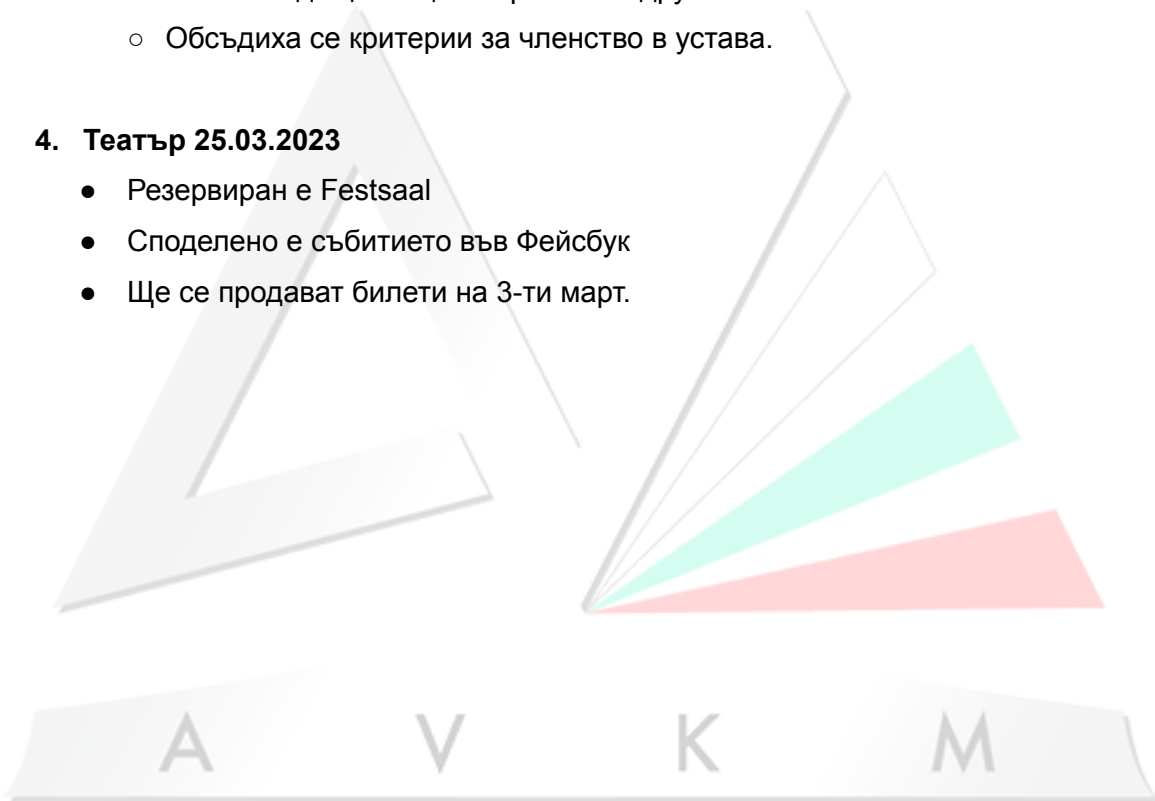 ○ Обсъдиха се критерии за членство в устава.
4. Театър 25.03.2023
● Резервиран е Festsaal
● Споделено е събитието във Фейсбук
● Ще се продават билети на 3-ти март.
A V K M